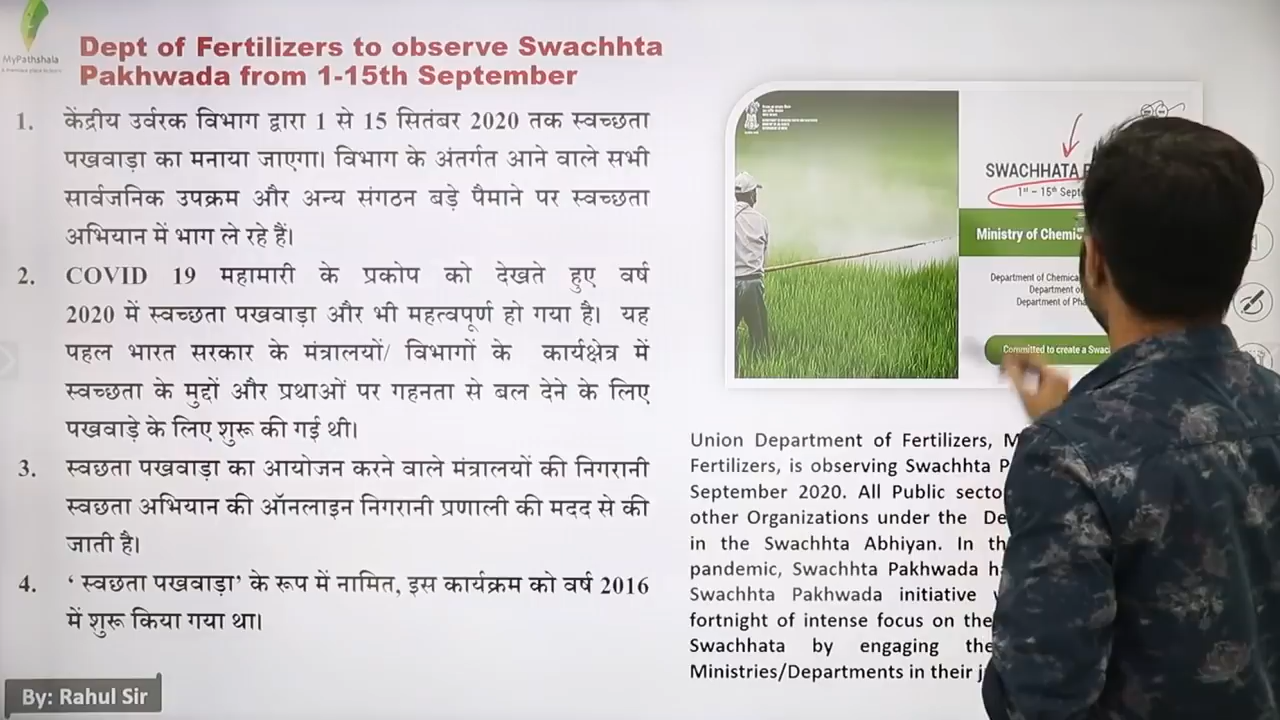 MyPathshala
Dept of Fertilizers to observe Swachhta
Pakhwada from 1-15th September
1. केंद्रीय उर्वरक विभाग द्वारा 1 से 15 सितंबर 2020 तक स्वच्छता
पखवाड़ा का मनाया जाएगा। विभाग के अंतर्गत आने वाले सभी
सार्वजनिक उपक्रम और अन्य संगठन बड़े पैमाने पर स्वच्छता
अभियान में भाग ले रहे हैं।
2. COVID 19 महामारी के प्रकोप को देखते हुए वर्ष
2020 में स्वच्छता पखवाड़ा और भी महत्वपूर्ण हो गया है। यह
पहल भारत सरकार के मंत्रालयों/ विभागों के कार्यक्षेत्र में
स्वच्छता के मुद्दों और प्रथाओं पर गहनता से बल देने के लिए
पखवाड़े के लिए शुरू की गई थी।
3. स्वछता पखवाड़ा का आयोजन करने वाले मंत्रालयों की निगरानी
स्वछता अभियान की ऑनलाइन निगरानी प्रणाली की मदद से की
जाती है।
4. ‘ स्वछता पखवाड़ा’ के रूप में नामित, इस कार्यक्रम को वर्ष 2016
में शुरू किया गया था।
By: Rahul Sir
SWACHHATA
1st – 15th Septe
Ministry of Chemic
Department of Chemica
Department o
Department of Pha
Committed to create a Swac
Union Department of Fertilizers, M
Fertilizers, is observing Swachhta P
September 2020. All Public secto
other Organizations under the De
in the Swachhta Abhiyan. In th
pandemic, Swachhta Pakhwada h
Swachhta Pakhwada initiative
fortnight of intense focus on the
Swachhata by engaging the
Ministries/Departments in their j